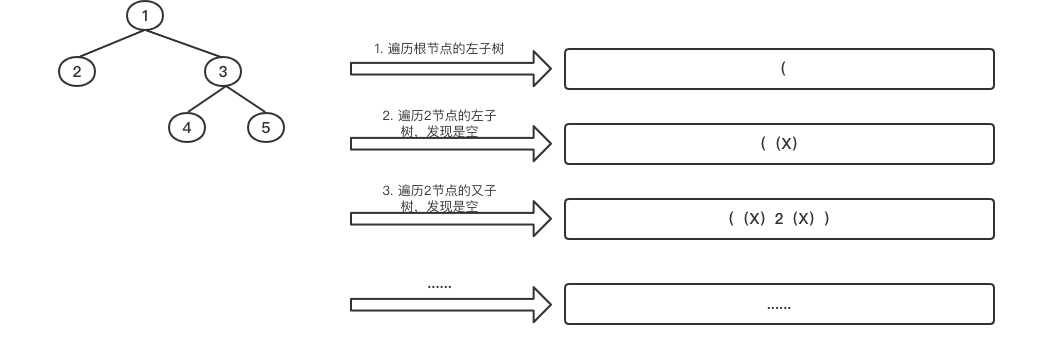 1
2
3
4
5
1. 遍历根节点的左子树
(
2. 遍历2节点的左子
树，发现是空
( (X)
3. 遍历2节点的又子
树，发现是空
( (X) 2 (X) )
......
......